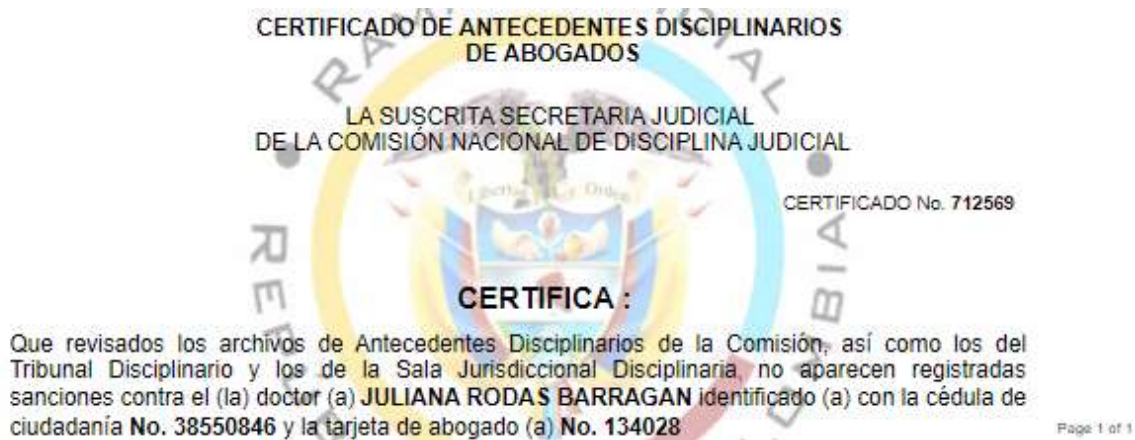 CERTIFICADO DE ANTECEDENTES DISCIPLINARIOS
DE ABOGADOS
LA SUSCRITA SECRETARIA JUDICIAL
DE LA COMISIÓN NACIONAL DE DISCIPLINA JUDICIAL
CERTIFICADO No. 712569
CERTIFICA :
Que revisados los archivos de Antecedentes Disciplinarios de la Comisión, así como los del
Tribunal Disciplinario y los de la Sala Jurisdiccional Disciplinaria, no aparecen registradas
sanciones contra el (la) doctor (a) JULIANA RODAS BARRAGAN identificado (a) con la cédula de
ciudadanía No. 38550846 y la tarjeta de abogado (a) No. 134028
Page 1 of 1